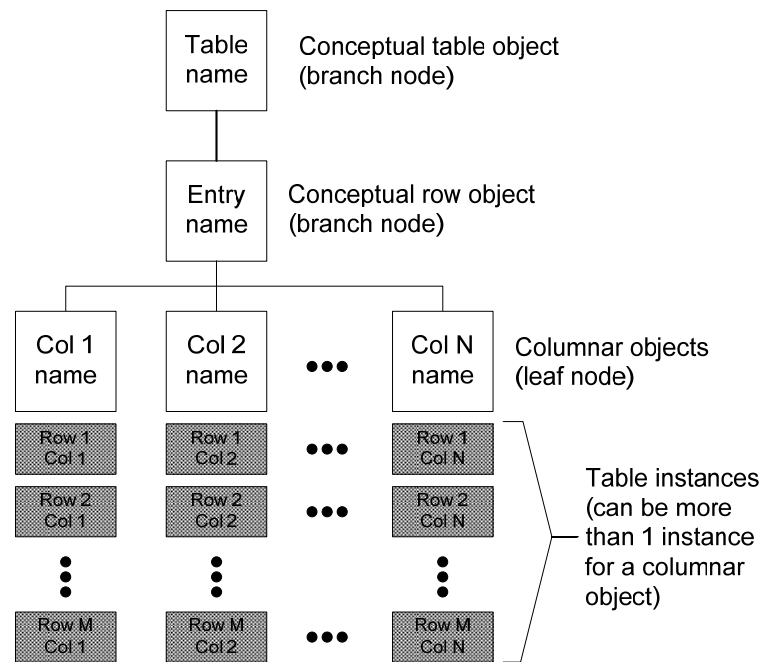 Table
name
Conceptual table object
(branch node)
Entry
name
Conceptual row object
(branch node)
Col 1
name
Col 2
name
Col N
name
Columnar objects
(leaf node)
Row 1
Col 1
Row 1
Col 2
Row 1
Col N
Row 2
Col 1
Row 2
Col 2
Row 2
Col N
Table instances
(can be more
than 1 instance
for a columnar
object)
Row M
Col 1
Row M
Col 2
Row M
Col N